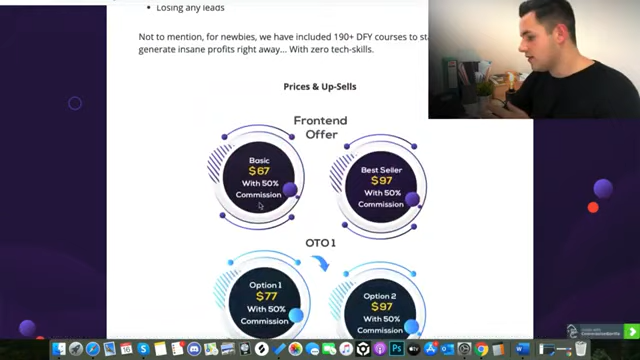 Losing any leads
Not to mention, for newbies, we have included 190+ DFY courses to sta
generate insane profits right away... With zero tech-skills.
Prices & Up-Sells
Frontend
Offer
Basic
$67
With 50%
Commission
Best Seller
$97
With 50%
Commission
OTO 1
Option 1
$77
With 50%
Commission
Option 2
$97
With 50%
Commission